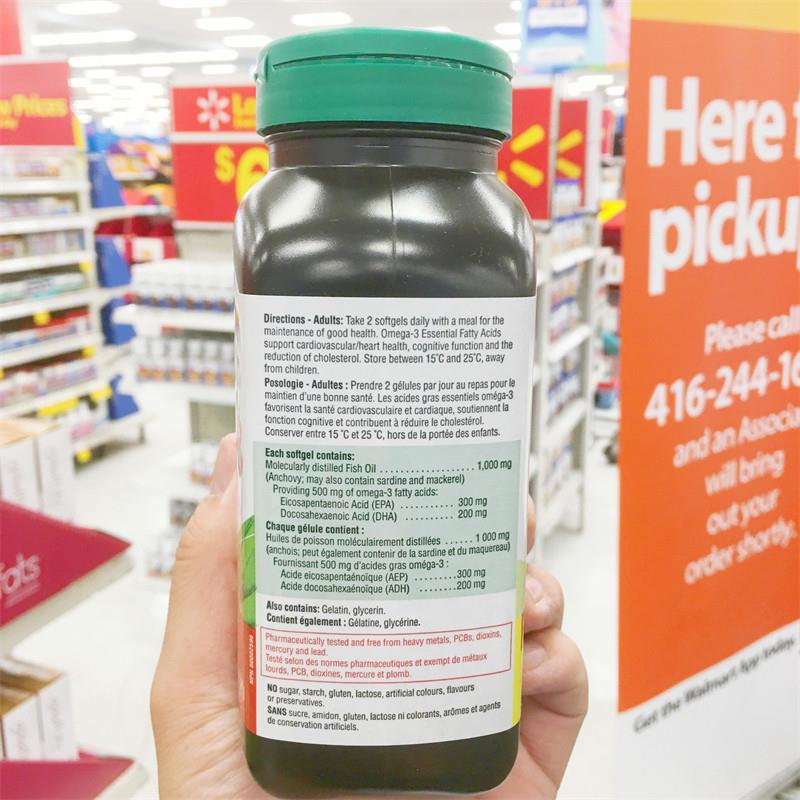 Low Prices
$6
Here f
picku
Please call
416-244-16
and an Associa
will bring
out your
order shortly.
Get the Walmart App today
Directions - Adults: Take 2 softgels daily with a meal for the
maintenance of good health. Omega-3 Essential Fatty Acids
support cardiovascular/heart health, cognitive function and the
reduction of cholesterol. Store between 15˚C and 25˚C, away
from children.
Posologie - Adultes : Prendre 2 gélules par jour au repas pour le
maintien d'une bonne santé. Les acides gras essentiels oméga-3
favorisent la santé cardiovasculaire et cardiaque, soutiennent la
fonction cognitive et contribuent à réduire le cholestérol.
Conserver entre 15 ˚C et 25 ˚C, hors de la portée des enfants.
Each softgel contains:
Molecularly distilled Fish Oil .................... 1,000 mg
(Anchovy; may also contain sardine and mackerel)
Providing 500 mg of omega-3 fatty acids:
Eicosapentaenoic Acid (EPA) ........... 300 mg
Docosahexaenoic Acid (DHA) .......... 200 mg
Chaque gélule contient :
Huiles de poisson moléculairement distillées ...... 1 000 mg
(anchois; peut également contenir de la sardine et du maquereau)
Fournissant 500 mg d'acides gras oméga-3 :
Acide eicosapentaénoïque (AEP) .........300 mg
Acide docosahexaénoïque (ADH) ........200 mg
Also contains: Gelatin, glycerin.
Contient également : Gélatine, glycérine.
Pharmaceutically tested and free from heavy metals, PCBs, dioxins,
mercury and lead.
Testé selon des normes pharmaceutiques et exempt de métaux
lourds, PCB, dioxines, mercure et plomb.
NO sugar, starch, gluten, lactose, artificial colours, flavours
or preservatives.
SANS sucre, amidon, gluten, lactose ni colorants, arômes et agents
de conservation artificiels.